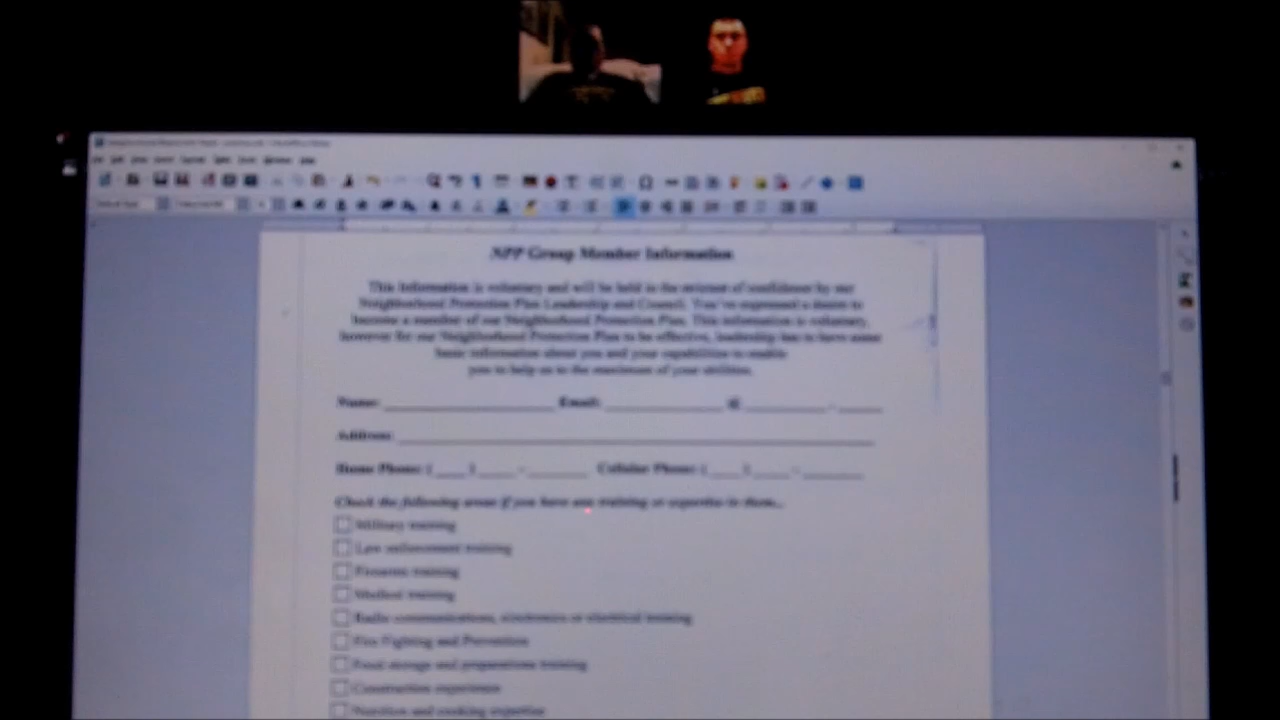 NPP Group Member Information
This information is voluntary and will be held in the strictest of confidence by our
Neighborhood Protection Plan Leadership and Council. You've expressed a desire to
become a member of our Neighborhood Protection Plan. This information is voluntary,
however for our Neighborhood Protection Plan to be effective, leadership has to have some
basic information about you and your capabilities to enable
you to help us to the maximum of your abilities.
Name: Email: @
Address:
Home Phone: ( ) - Cellular Phone: ( ) -
Check the following areas if you have any training or expertise in them...
Military training
Law enforcement training
Firearms training
Medical training
Radio communications, electronics or electrical training
Fire Fighting and Prevention
Food storage and preparations training
Construction experience
Nutrition and cooking expertise